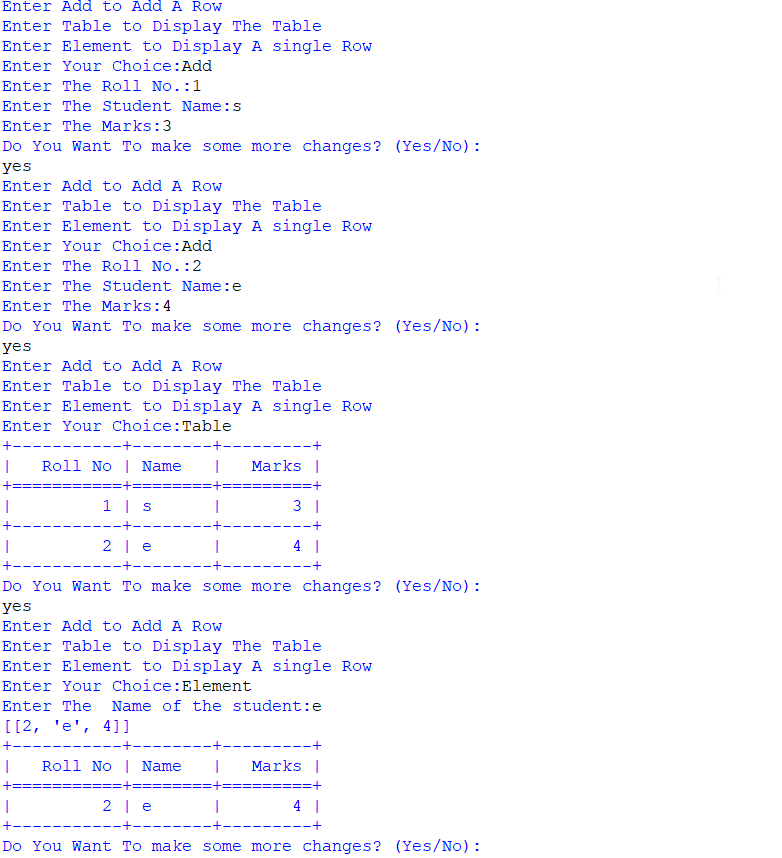 Enter Add to Add A Row
Enter Table to Display The Table
Enter Element to Display A single Row
Enter Your Choice:Add
Enter The Roll No.:1
Enter The Student Name:s
Enter The Marks:3
Do You Want To make some more changes? (Yes/No):
yes
Enter Add to Add A Row
Enter Table to Display The Table
Enter Element to Display A single Row
Enter Your Choice:Add
Enter The Roll No.:2
Enter The Student Name:e
Enter The Marks:4
Do You Want To make some more changes? (Yes/No):
yes
Enter Add to Add A Row
Enter Table to Display The Table
Enter Element to Display A single Row
Enter Your Choice:Table
+-----------+--------+---------+
|   Roll No | Name   |   Marks |
+===========+========+=========+
|         1 | s      |       3 |
+-----------+--------+---------+
|         2 | e      |       4 |
+-----------+--------+---------+
Do You Want To make some more changes? (Yes/No):
yes
Enter Add to Add A Row
Enter Table to Display The Table
Enter Element to Display A single Row
Enter Your Choice:Element
Enter The  Name of the student:e
[[2, 'e', 4]]
+-----------+--------+---------+
|   Roll No | Name   |   Marks |
+===========+========+=========+
|         2 | e      |       4 |
+-----------+--------+---------+
Do You Want To make some more changes? (Yes/No):